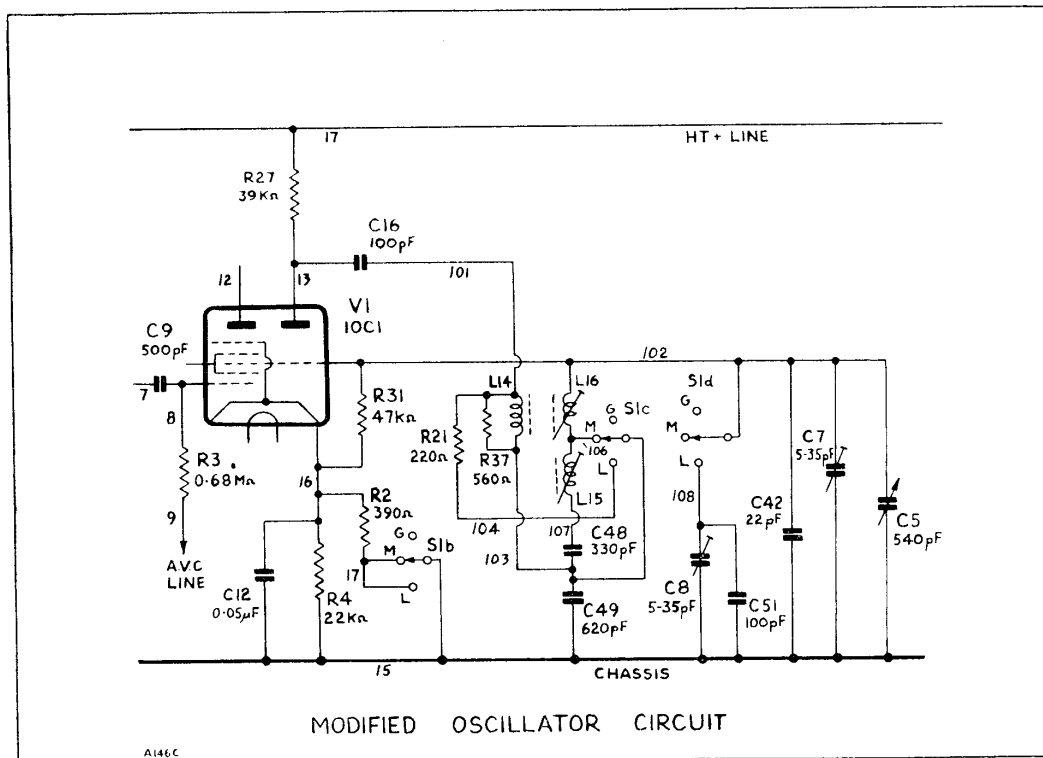 17
HT+ LINE
R27
39KΩ
C16
100pF
101
12
13
V1
10C1
C9
500pF
102
7
8
R31
47KΩ
L14
L16
S1d
G
S1c
G
M
M
106
R21
220Ω
R37
560Ω
L
L15
L
C7
5-35pF
R3
0·68MΩ
16
R2
390Ω
104
107
108
C42
22pF
C5
540pF
9
G
S1b
M
103
C48
330pF
A.V.C
LINE
17
L
C12
0·05µF
R4
22KΩ
C49
620pF
C8
5-35pF
C51
100pF
15
CHASSIS
MODIFIED OSCILLATOR CIRCUIT
A146C